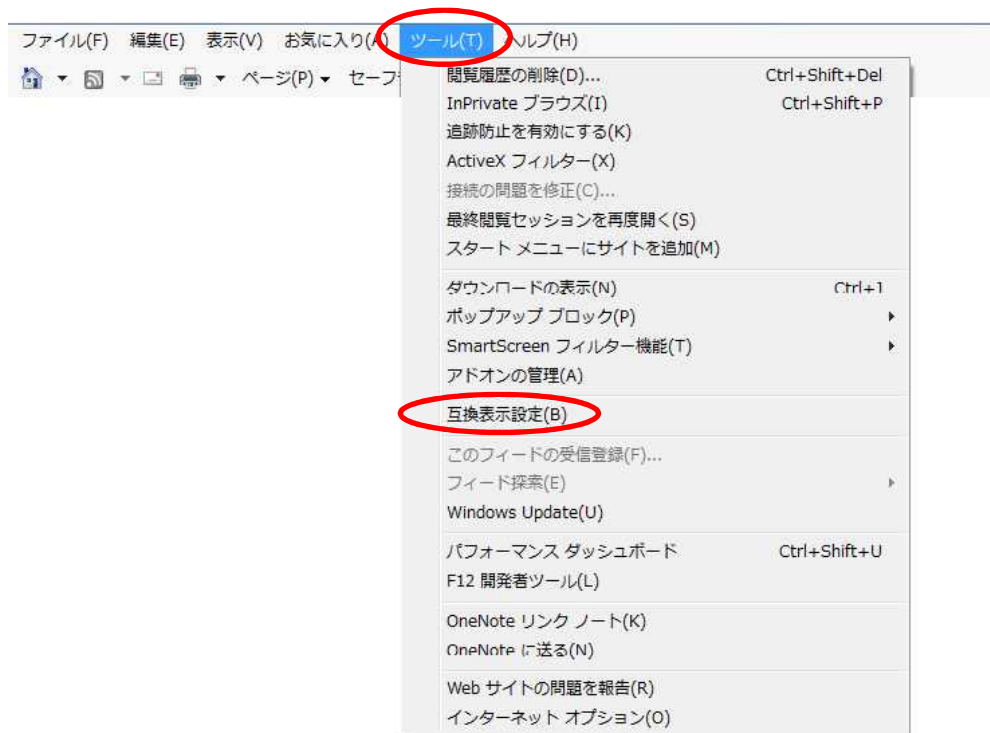 ファイル(F) 編集(E) 表示(V) お気に入り(A) ツール(T) ヘルプ(H)
ページ(P) セーフ
閲覧履歴の削除(D)... Ctrl+Shift+Del
InPrivate ブラウズ(I) Ctrl+Shift+P
追跡防止を有効にする(K)
ActiveX フィルター(X)
接続の問題を修正(C)...
最終閲覧セッションを再度開く(S)
スタート メニューにサイトを追加(M)
ダウンロードの表示(N) Ctrl+J
ポップアップ ブロック(P)
SmartScreen フィルター機能(T)
アドオンの管理(A)
互換表示設定(B)
このフィードの受信登録(F)...
フィード探索(E)
Windows Update(U)
パフォーマンス ダッシュボード Ctrl+Shift+U
F12 開発者ツール(L)
OneNote リンク ノート(K)
OneNote に送る(N)
Web サイトの問題を報告(R)
インターネット オプション(O)